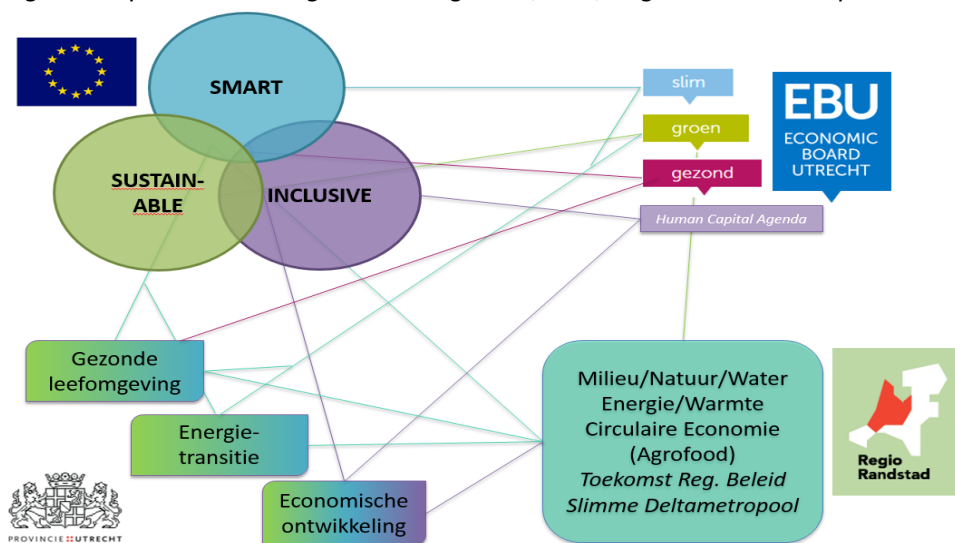 SMART
SUSTAIN-
ABLE
INCLUSIVE
slim
groen
gezond
Human Capital Agenda
EBU
ECONOMIC
BOARD
UTRECHT
Gezonde
leefomgeving
Energie-
transitie
Economische
ontwikkeling
Milieu/Natuur/Water
Energie/Warmte
Circulaire Economie
(Agrofood)
Toekomst Reg. Beleid
Slimme Deltametropool
Regio
Randstad
PROVINCIE UTRECHT